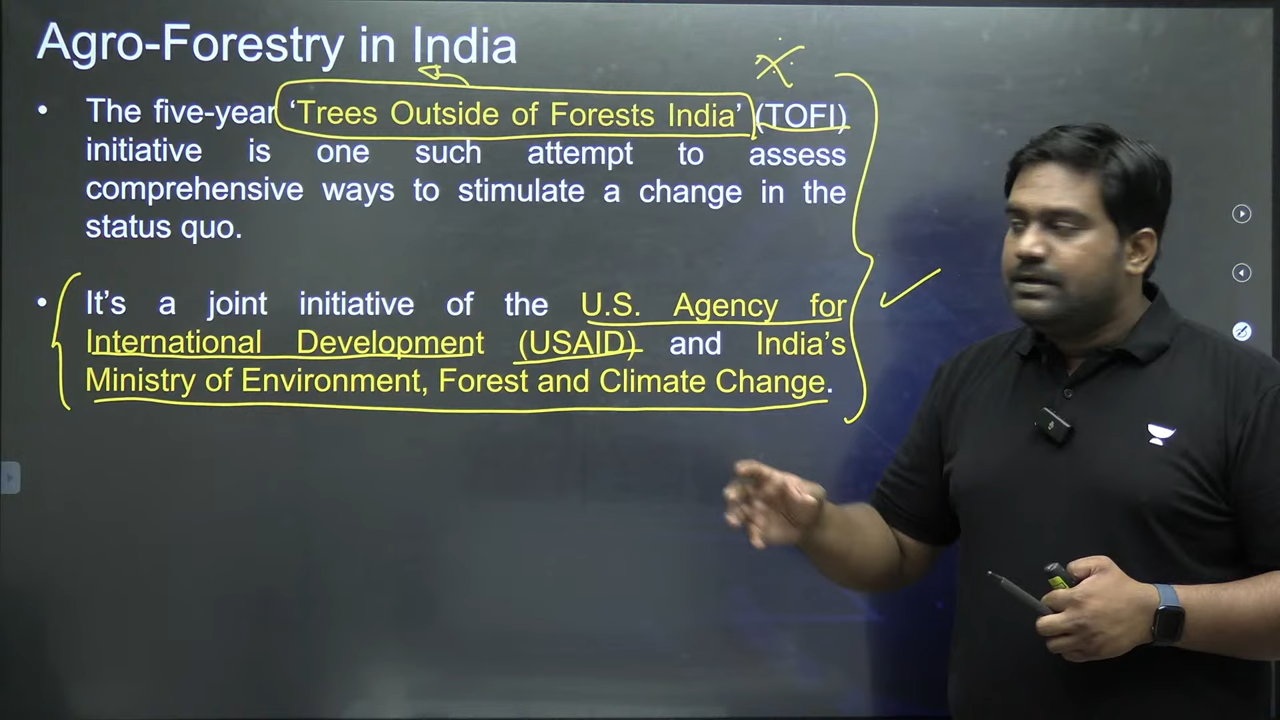 Agro-Forestry in India
• The five-year ‘Trees Outside of Forests India’ (TOFI)
initiative is one such attempt to assess
comprehensive ways to stimulate a change in the
status quo.
• It’s a joint initiative of the U.S. Agency for
International Development (USAID) and India’s
Ministry of Environment, Forest and Climate Change.